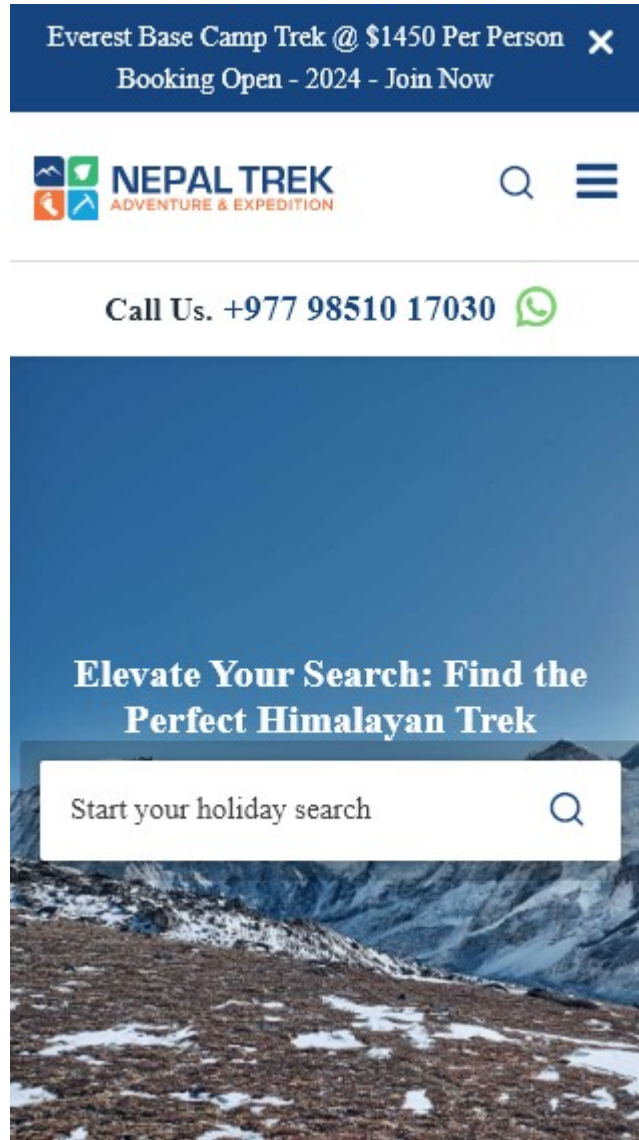 Everest Base Camp Trek @ $1450 Per Person
Booking Open - 2024 - Join Now
NEPAL TREK
ADVENTURE & EXPEDITION
Call Us. +977 98510 17030
Elevate Your Search: Find the
Perfect Himalayan Trek
Start your holiday search